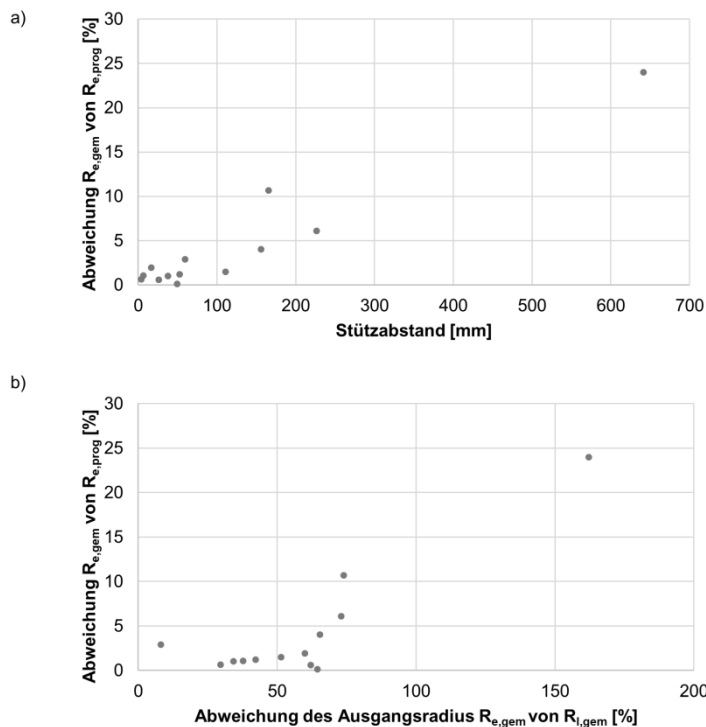 a)
Abweichung Re,gem von Re,prog [%]
30
25
20
15
10
5
0
0 100 200 300 400 500 600 700
Stützabstand [mm]
b)
Abweichung Re,gem von Re,prog [%]
30
25
20
15
10
5
0
0 50 100 150 200
Abweichung des Ausgangsradius Re,gem von Rl,gem [%]